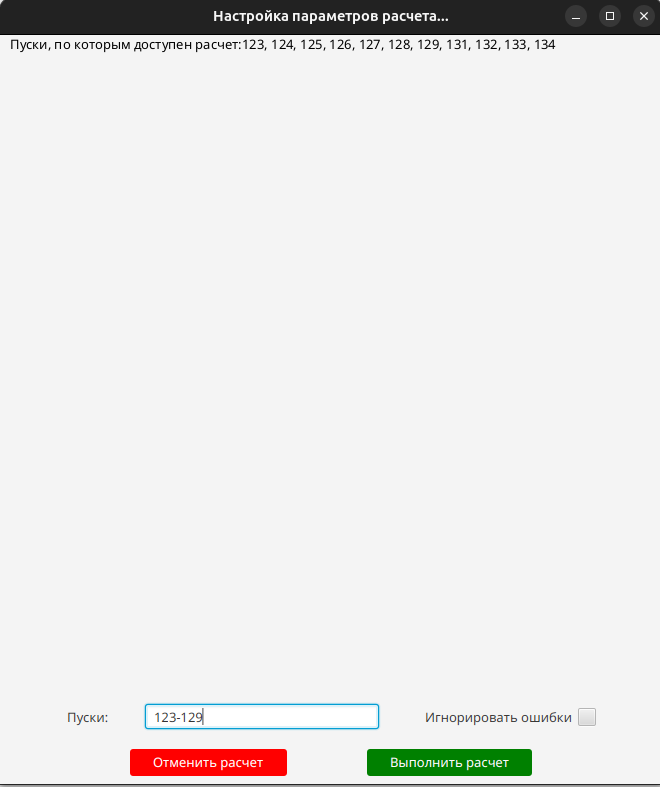 Настройка параметров расчета...
Пуски, по которым доступен расчет:123, 124, 125, 126, 127, 128, 129, 131, 132, 133, 134
Пуски: 123-129 Игнорировать ошибки
Отменить расчет Выполнить расчет